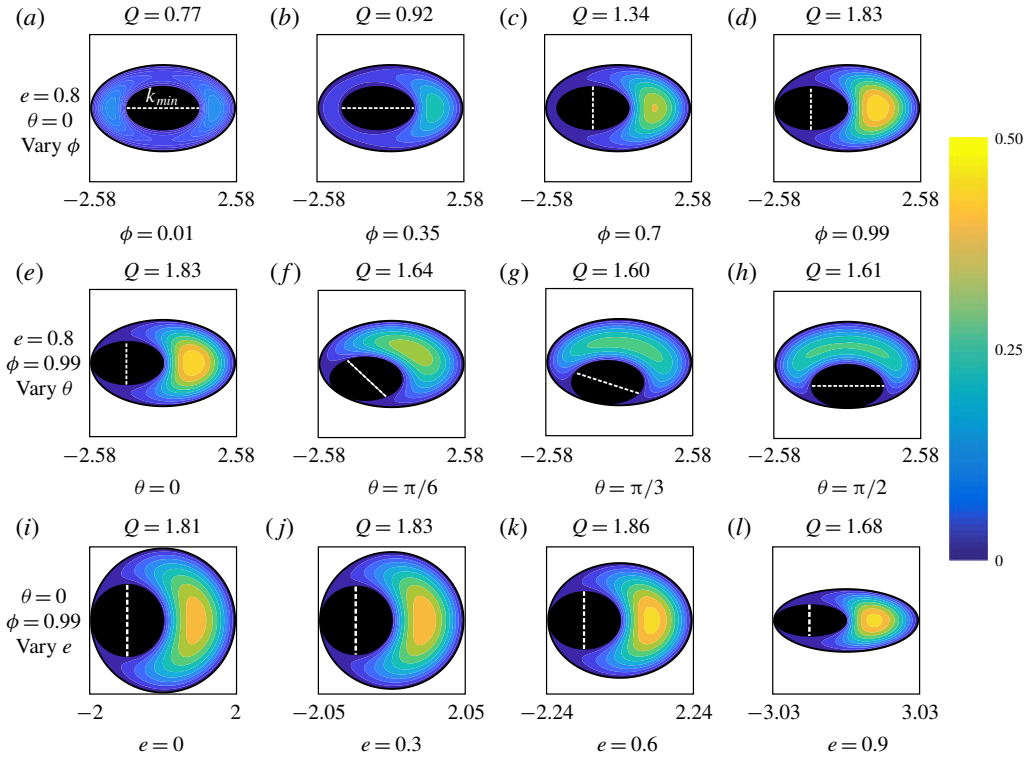 (a) Q = 0.77 (b) Q = 0.92 (c) Q = 1.34 (d) Q = 1.83
e = 0.8
θ = 0
Vary ϕ
k_min
−2.58 2.58 −2.58 2.58 −2.58 2.58 −2.58 2.58
ϕ = 0.01 ϕ = 0.35 ϕ = 0.7 ϕ = 0.99
0.50
0.25
0
(e) Q = 1.83 (f) Q = 1.64 (g) Q = 1.60 (h) Q = 1.61
e = 0.8
ϕ = 0.99
Vary θ
−2.58 2.58 −2.58 2.58 −2.58 2.58 −2.58 2.58
θ = 0 θ = π/6 θ = π/3 θ = π/2
(i) Q = 1.81 (j) Q = 1.83 (k) Q = 1.86 (l) Q = 1.68
θ = 0
ϕ = 0.99
Vary e
−2 2 −2.05 2.05 −2.24 2.24 −3.03 3.03
e = 0 e = 0.3 e = 0.6 e = 0.9